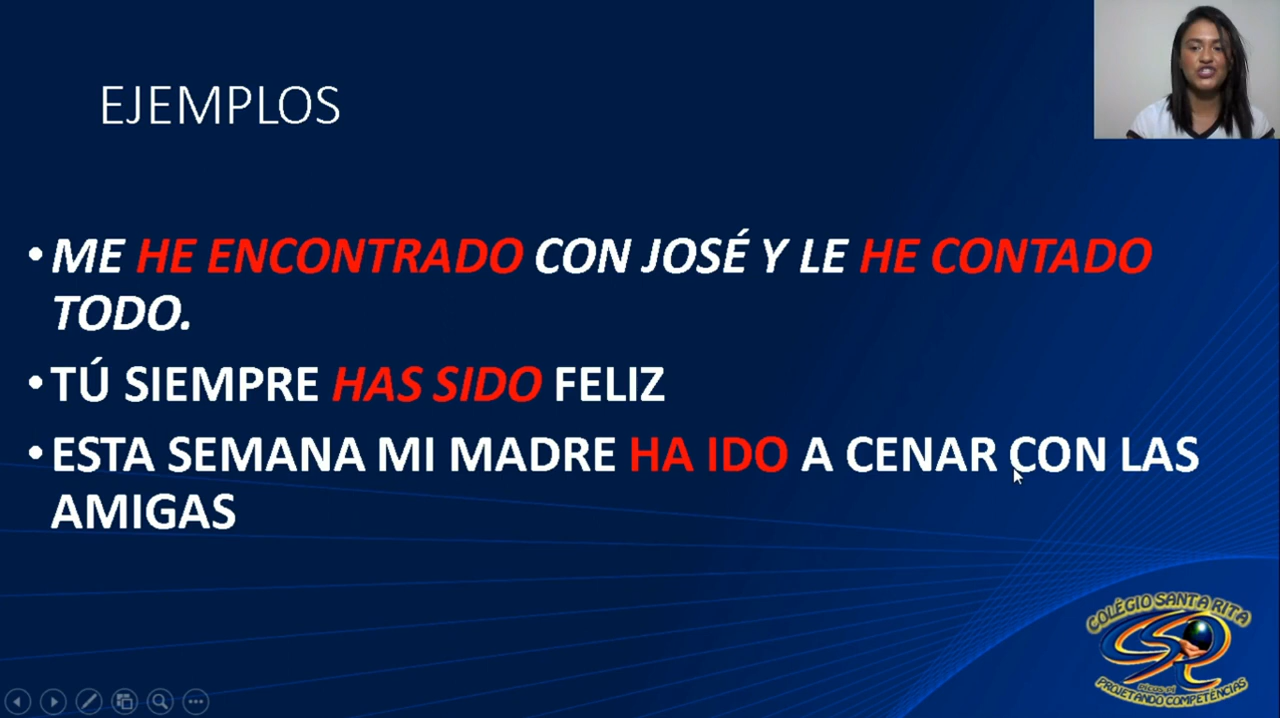 EJEMPLOS
• ME HE ENCONTRADO CON JOSÉ Y LE HE CONTADO
TODO.
• TÚ SIEMPRE HAS SIDO FELIZ
• ESTA SEMANA MI MADRE HA IDO A CENAR CON LAS
AMIGAS
COLÉGIO SANTA RITA
PROJETANDO COMPETÊNCIAS